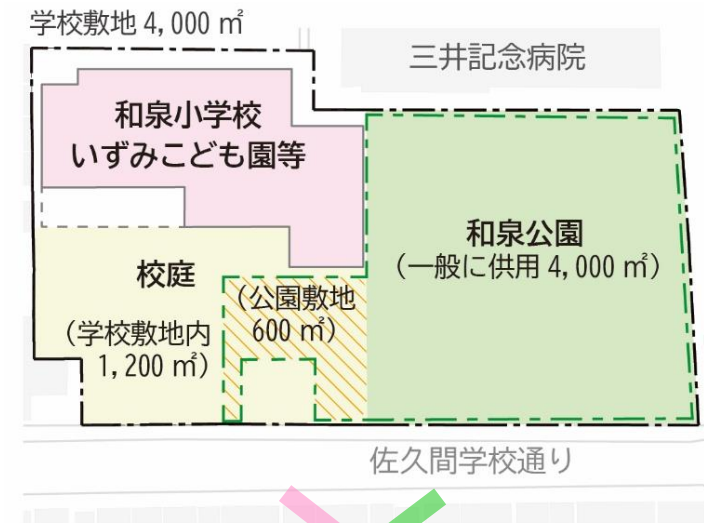 学校敷地 4,000 ㎡
三井記念病院
和泉小学校
いずみこども園等
和泉公園
(一般に供用 4,000 ㎡)
校庭
(学校敷地内
1,200 ㎡)
(公園敷地
600 ㎡)
佐久間学校通り